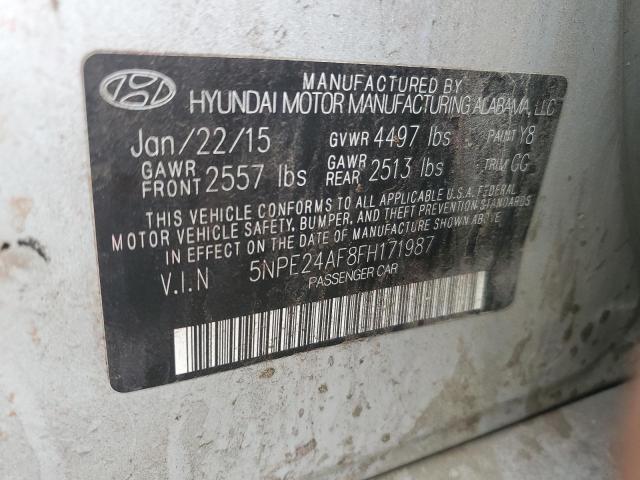 MANUFACTURED BY
HYUNDAI MOTOR MANUFACTURING ALABAMA, LLC
Jan/22/15 GVWR 4497 lbs PAINT Y8
GAWR FRONT 2557 lbs GAWR REAR 2513 lbs TRIM GG
THIS VEHICLE CONFORMS TO ALL APPLICABLE U.S.A. FEDERAL
MOTOR VEHICLE SAFETY, BUMPER, AND THEFT PREVENTION STANDARDS
IN EFFECT ON THE DATE OF MANUFACTURE SHOWN ABOVE.
V.I.N 5NPE24AF8FH171987
PASSENGER CAR